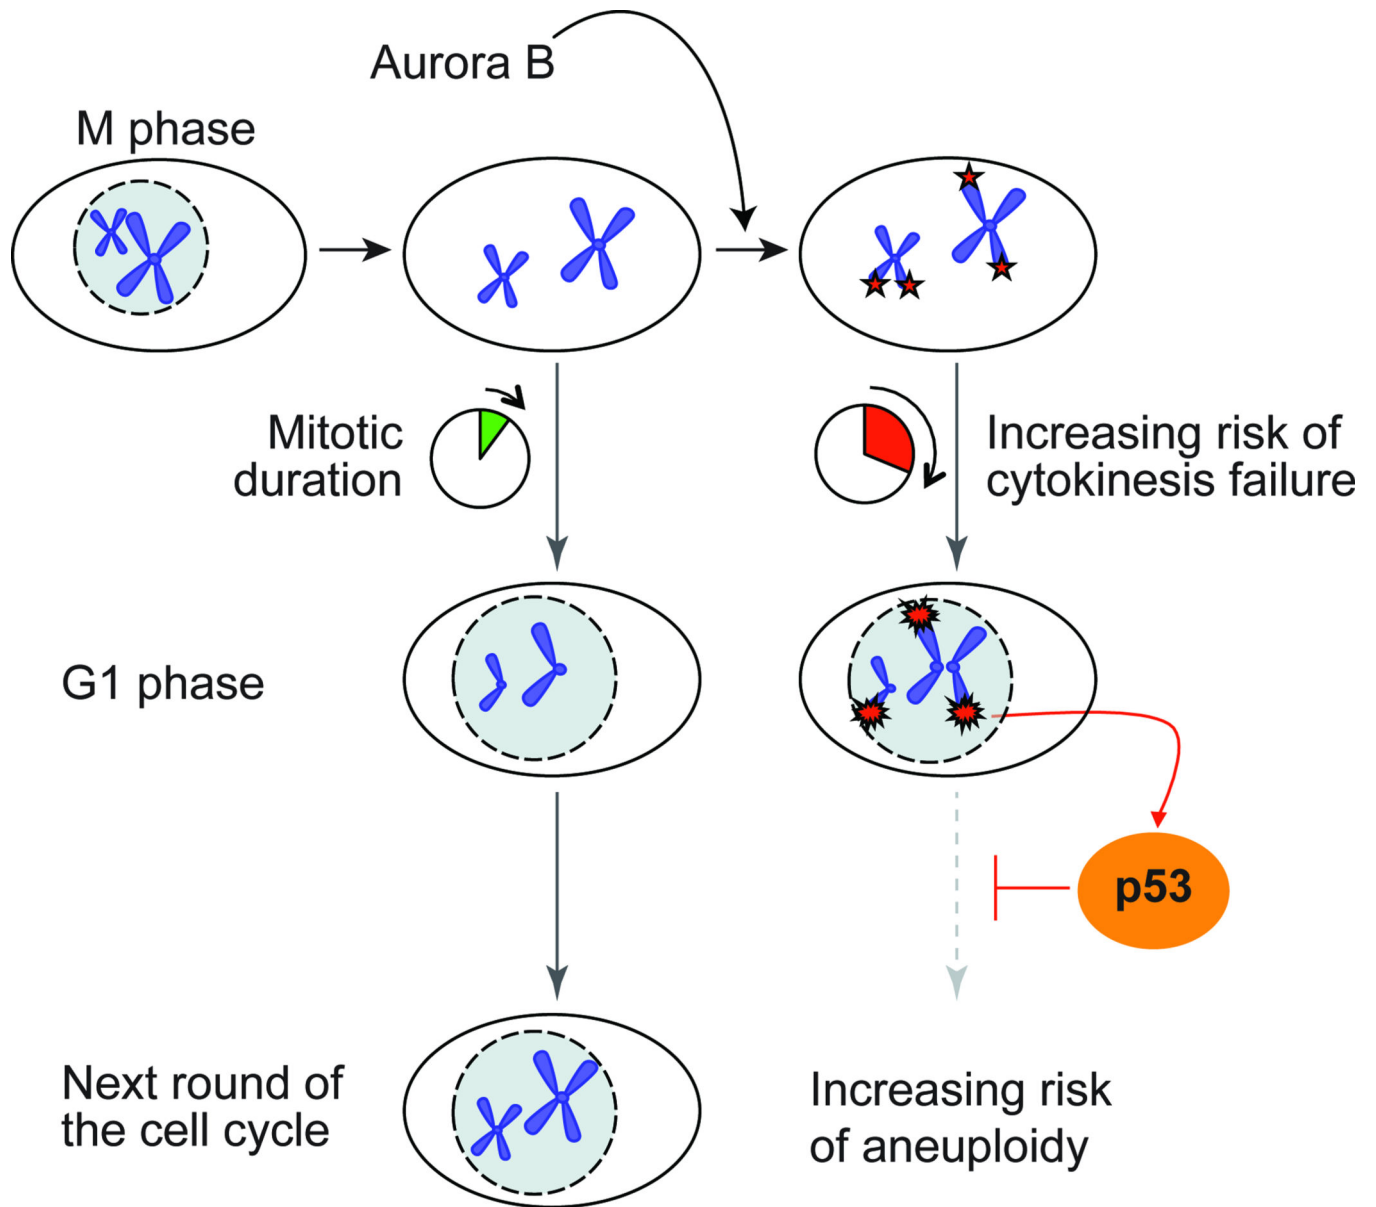 Aurora B
M phase
Mitotic
duration
Increasing risk of
cytokinesis failure
G1 phase
p53
Next round of
the cell cycle
Increasing risk
of aneuploidy